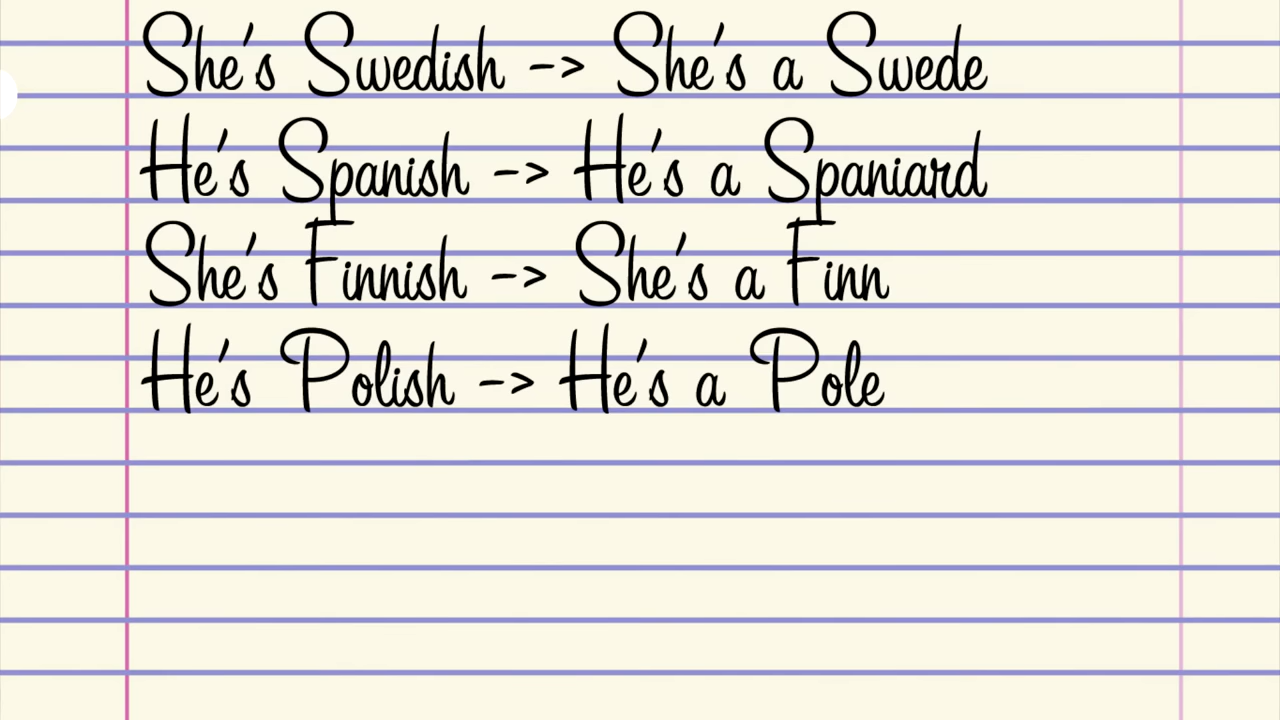 She's Swedish -> She's a Swede
He's Spanish -> He's a Spaniard
She's Finnish -> She's a Finn
He's Polish -> He's a Pole